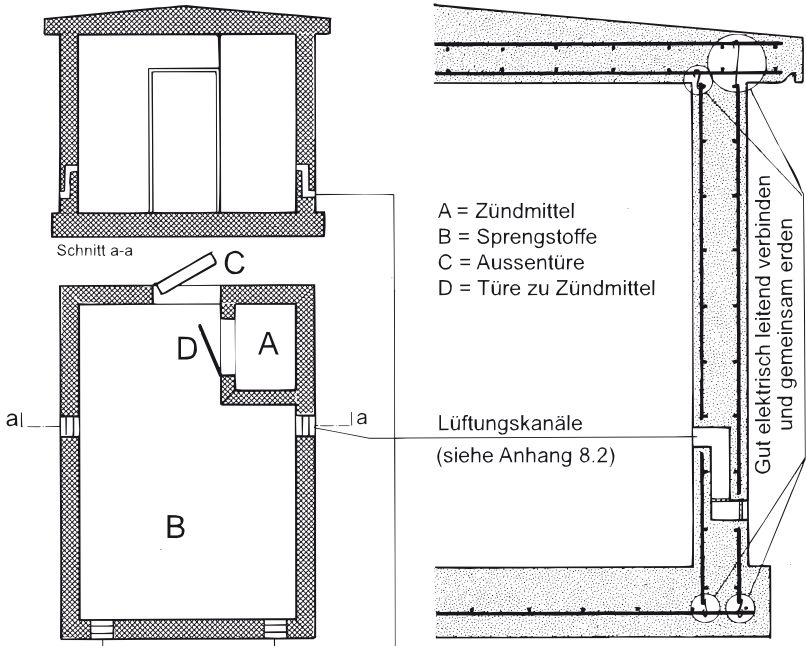 Schnitt a-a
C
D
A
a
a
B
A = Zündmittel
B = Sprengstoffe
C = Aussentüre
D = Türe zu Zündmittel
Lüftungskanäle
(siehe Anhang 8.2)
Gut elektrisch leitend verbinden
und gemeinsam erden